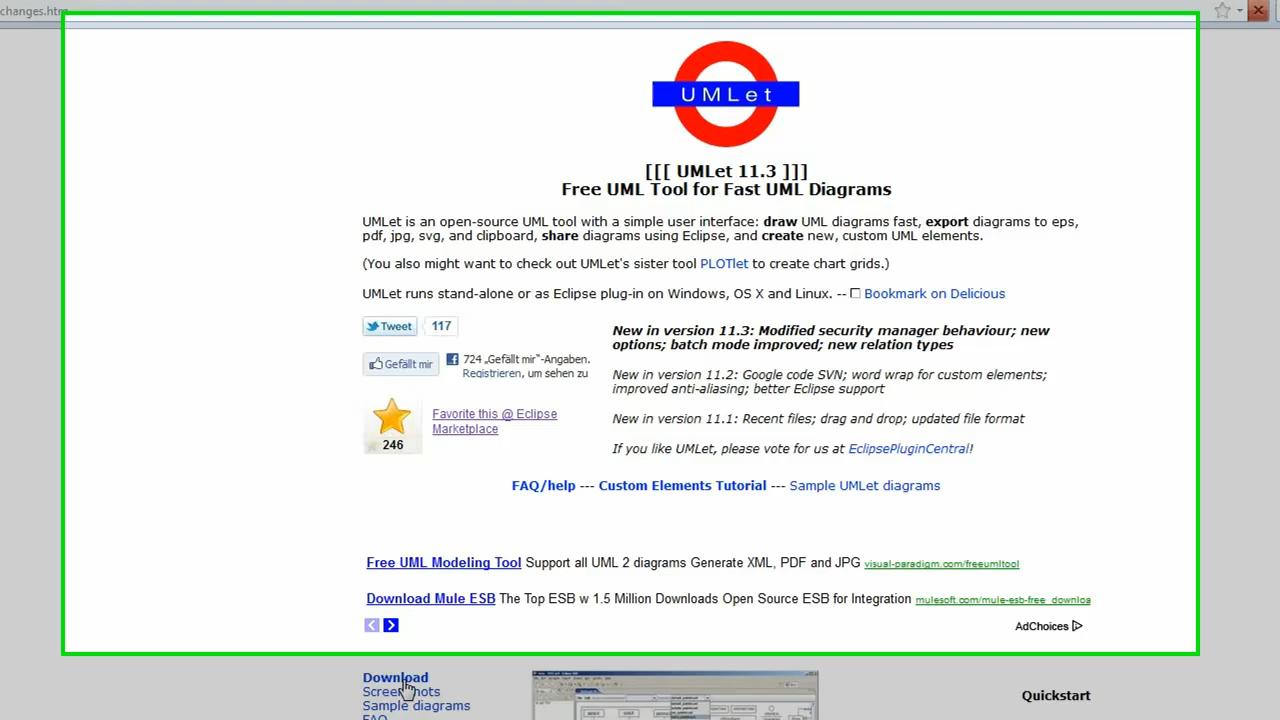 changes.htm
UMLet
[[[ UMLet 11.3 ]]]
Free UML Tool for Fast UML Diagrams
UMLet is an open-source UML tool with a simple user interface: draw UML diagrams fast, export diagrams to eps,
pdf, jpg, svg, and clipboard, share diagrams using Eclipse, and create new, custom UML elements.
(You also might want to check out UMLet's sister tool PLOTlet to create chart grids.)
UMLet runs stand-alone or as Eclipse plug-in on Windows, OS X and Linux. -- Bookmark on Delicious
Tweet 117
Gefällt mir
724 „Gefällt mir“-Angaben.
Registrieren, um sehen zu
246
Favorite this @ Eclipse
Marketplace
New in version 11.3: Modified security manager behaviour; new
options; batch mode improved; new relation types
New in version 11.2: Google code SVN; word wrap for custom elements;
improved anti-aliasing; better Eclipse support
New in version 11.1: Recent files; drag and drop; updated file format
If you like UMLet, please vote for us at EclipsePluginCentral!
FAQ/help --- Custom Elements Tutorial --- Sample UMLet diagrams
Free UML Modeling Tool Support all UML 2 diagrams Generate XML, PDF and JPG visual-paradigm.com/freeumltool
Download Mule ESB The Top ESB w 1.5 Million Downloads Open Source ESB for Integration mulesoft.com/mule-esb-free_downloa
AdChoices
Download
Screenshots
Sample diagrams
FAQ
Quickstart